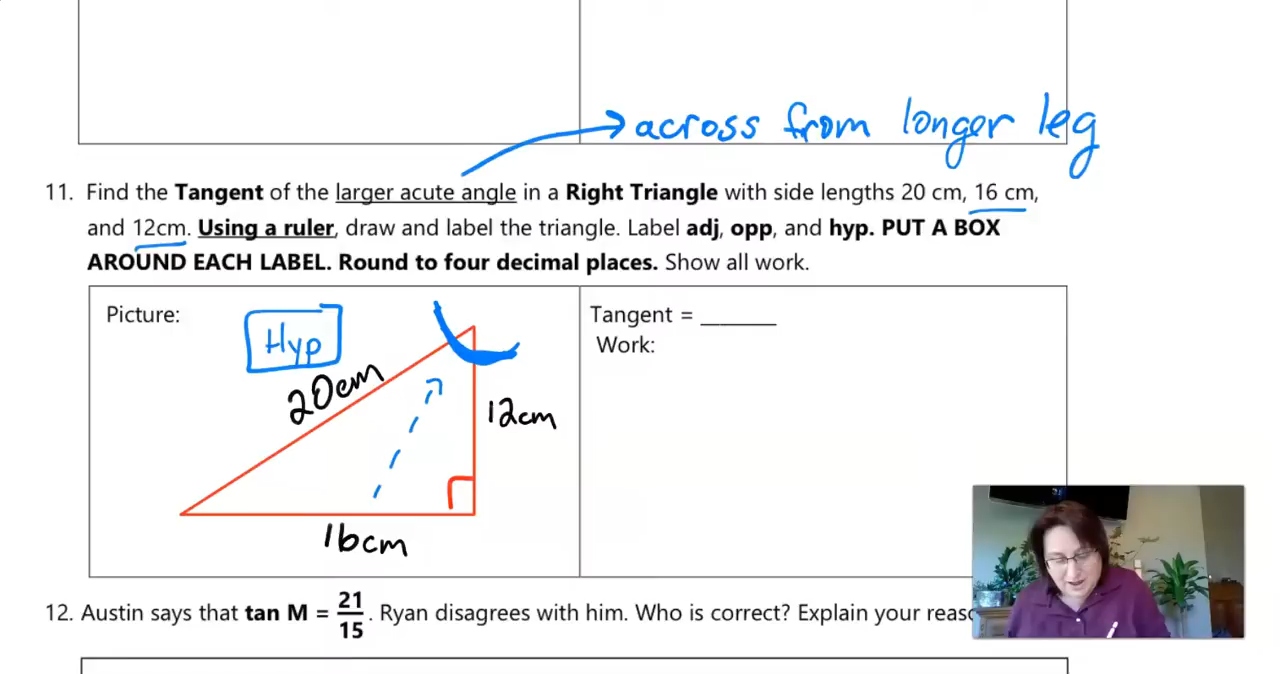 across from longer leg
11. Find the Tangent of the larger acute angle in a Right Triangle with side lengths 20 cm, 16 cm,
and 12cm. Using a ruler, draw and label the triangle. Label adj, opp, and hyp. PUT A BOX
AROUND EACH LABEL. Round to four decimal places. Show all work.
Picture:
Hyp
20cm
12cm
16cm
Tangent = _______
Work:
12. Austin says that tan M = 21/15. Ryan disagrees with him. Who is correct? Explain your